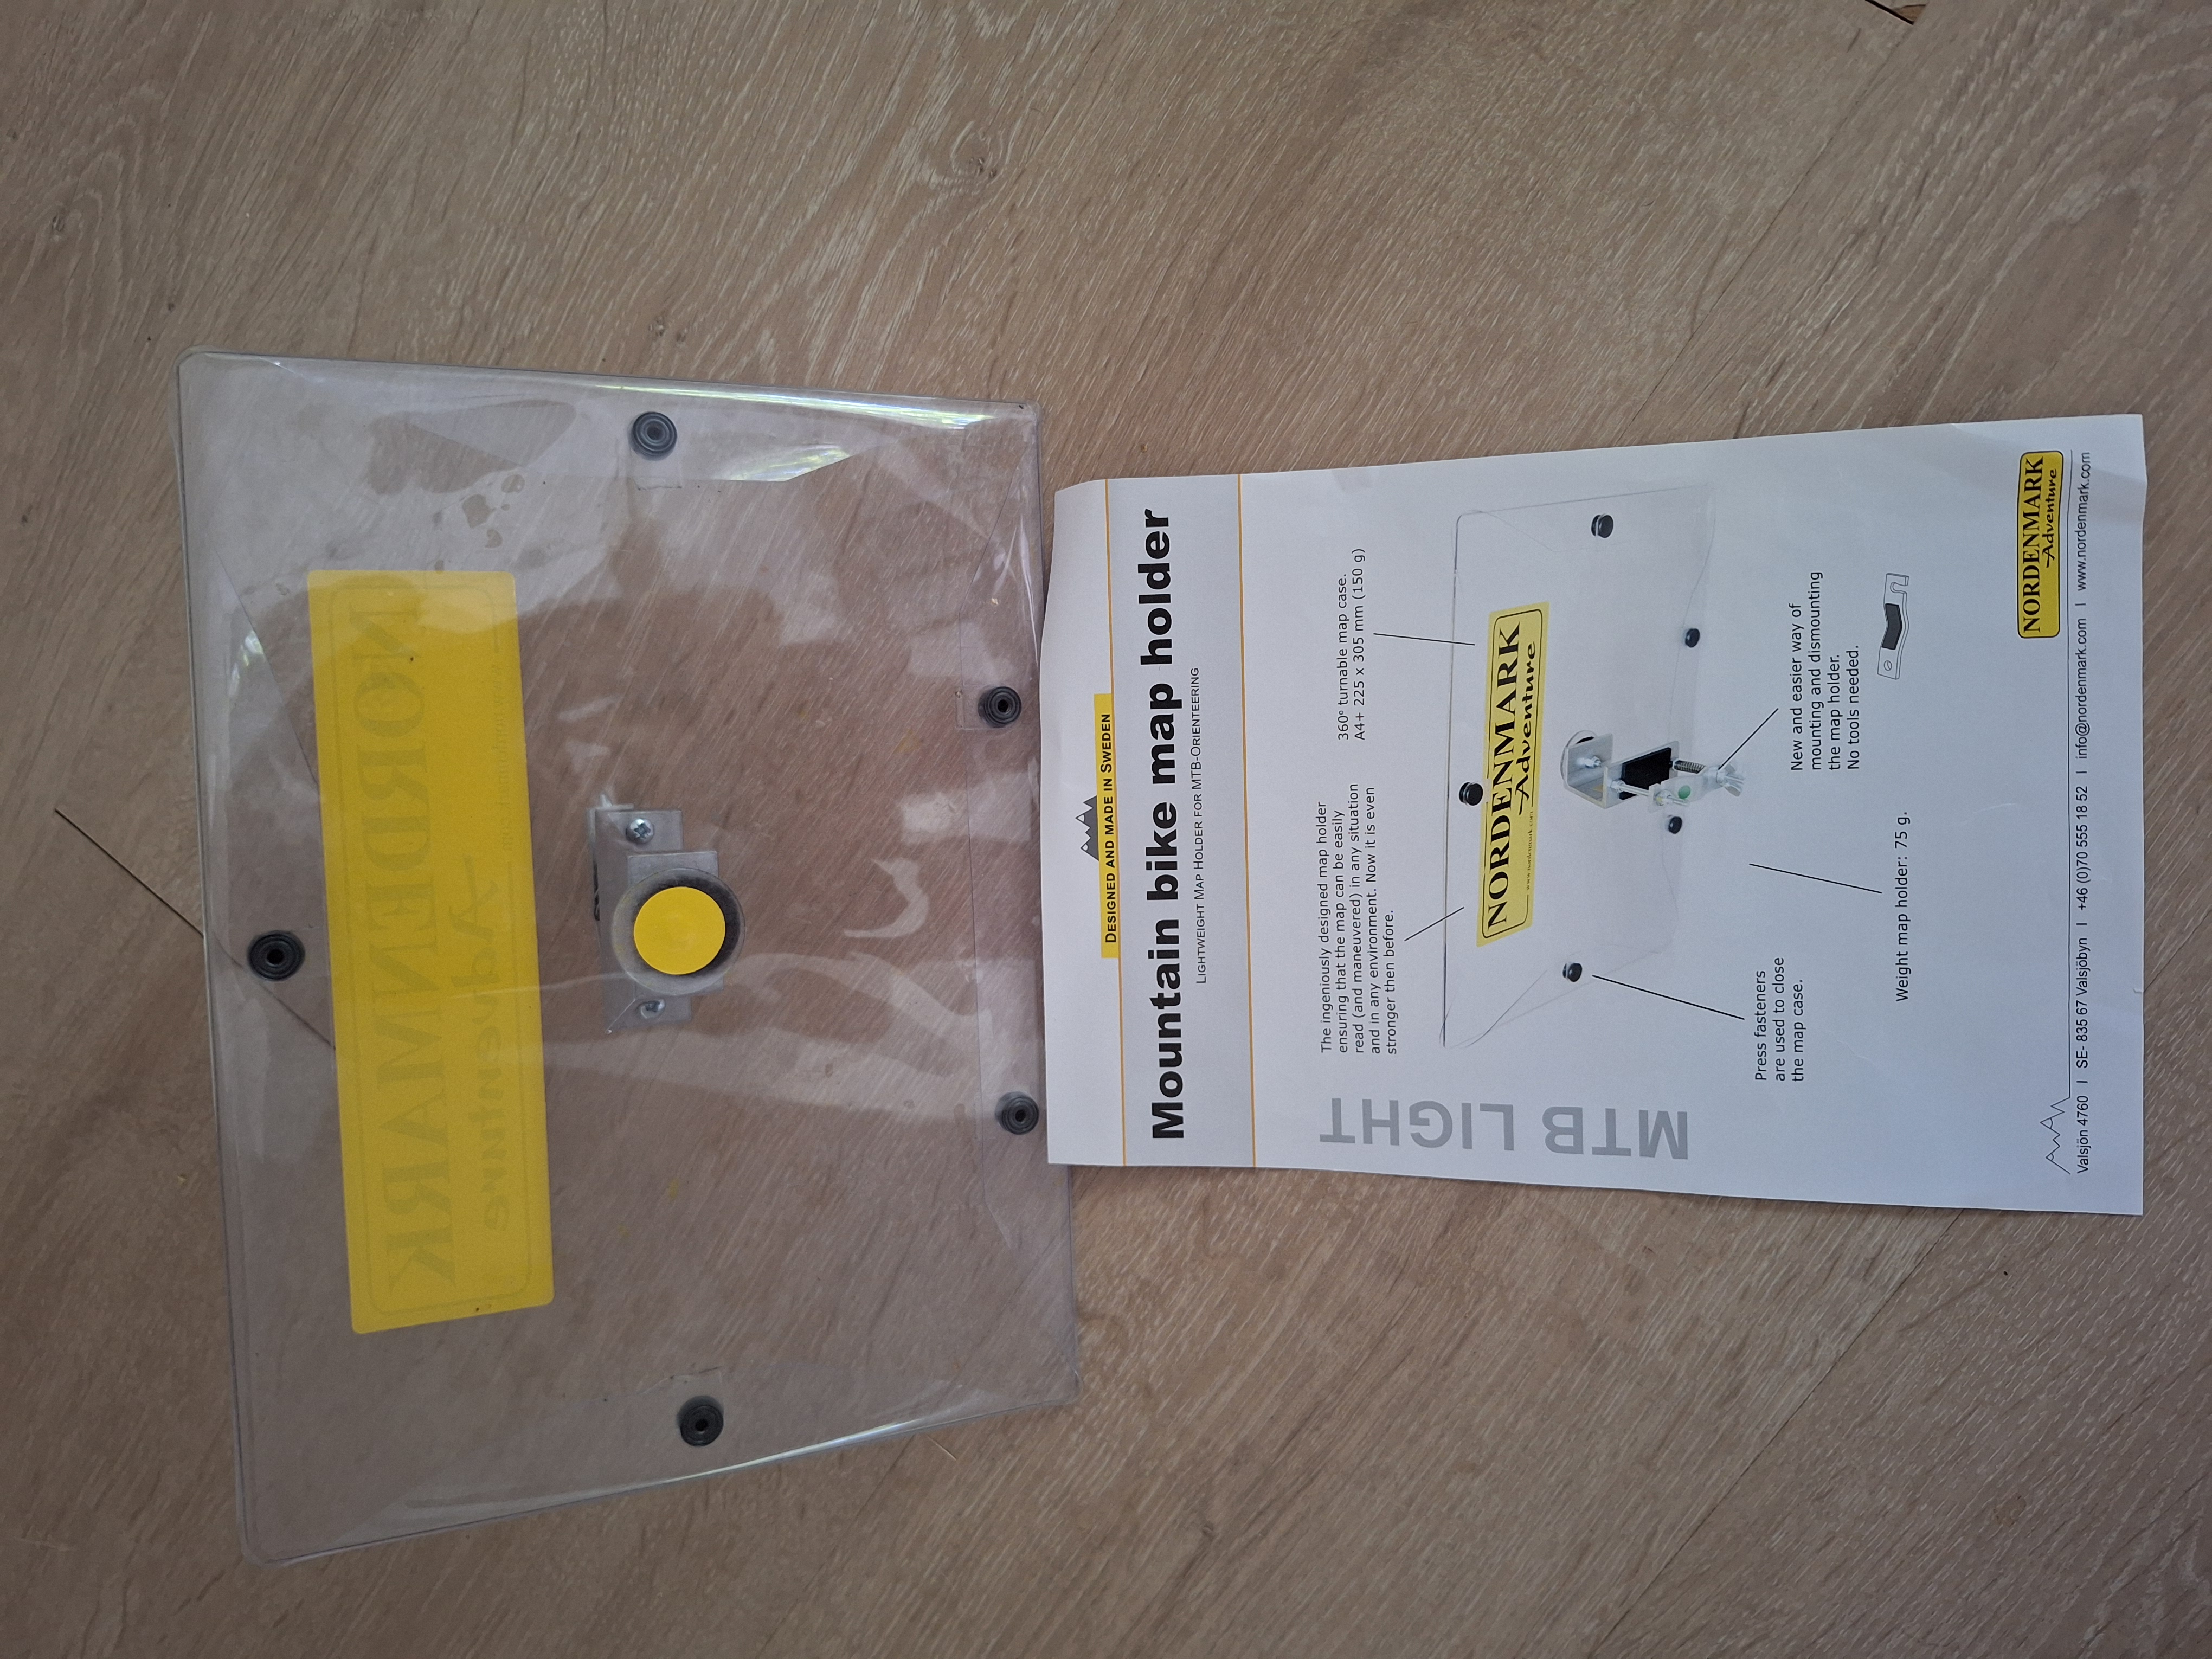 NORDENMARK
Adventure
DESIGNED AND MADE IN SWEDEN
Mountain bike map holder
LIGHTWEIGHT MAP HOLDER FOR MTB-ORIENTEERING
MTB LIGHT
The ingeniously designed map holder
ensuring that the map can be easily
read (and maneuvered) in any situation
and in any environment. Now it is even
stronger then before.
360° turnable map case.
A4+ 225 x 305 mm (150 g)
NORDENMARK
Adventure
www.nordenmark.com
Press fasteners
are used to close
the map case.
New and easier way of
mounting and dismounting
the map holder.
No tools needed.
Weight map holder: 75 g.
NORDENMARK
Adventure
Valsjön 4760 I SE- 835 67 Valsjöbyn I +46 (0)70 555 18 52 I info@nordenmark.com I www.nordenmark.com